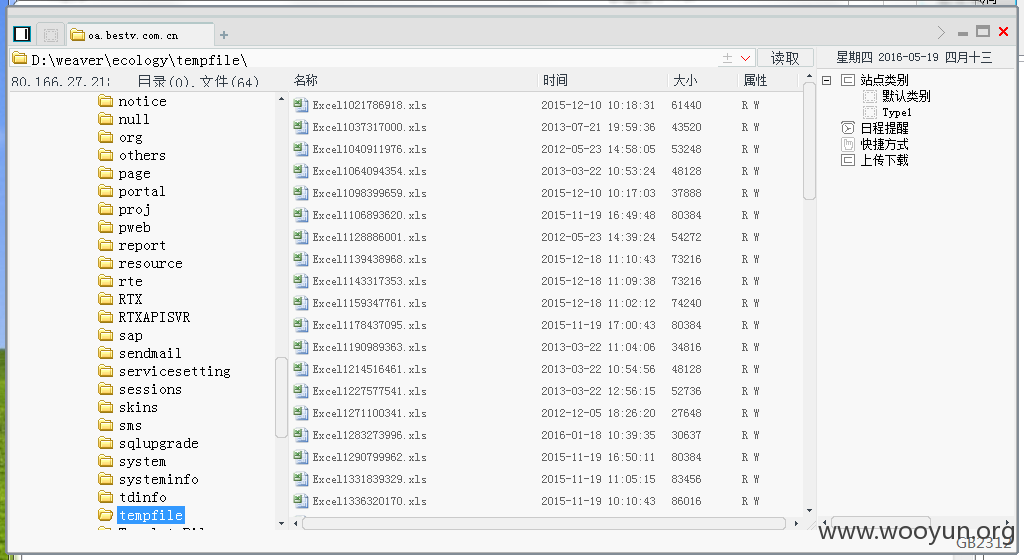 oa.bestv.com.cn
D:\weaver\ecology\tempfile\
读取
星期四 2016-05-19 四月十三
80.166.27.21; 目录(0),文件(64)
名称 时间 大小 属性
站点类别
默认类别
Type1
日程提醒
快捷方式
上传下载
notice
null
org
others
page
portal
proj
pweb
report
resource
rte
RTX
RTXAPISVR
sap
sendmail
servicesetting
sessions
skins
sms
sqlupgrade
system
systeminfo
tdinfo
tempfile
Excel1021786918.xls 2015-12-10 10:18:31 61440 R W
Excel1037317000.xls 2013-07-21 19:59:36 43520 R W
Excel1040911976.xls 2012-05-23 14:58:05 53248 R W
Excel1064094354.xls 2013-03-22 10:53:24 48128 R W
Excel1098399659.xls 2015-12-10 10:17:03 37888 R W
Excel1106893620.xls 2015-11-19 16:49:48 80384 R W
Excel1128886001.xls 2012-05-23 14:39:24 54272 R W
Excel1139438968.xls 2015-12-18 11:10:43 73216 R W
Excel1143317353.xls 2015-12-18 11:09:38 73216 R W
Excel1159347761.xls 2015-12-18 11:02:12 74240 R W
Excel1178437095.xls 2015-11-19 17:00:43 80384 R W
Excel1190989363.xls 2013-03-22 11:04:06 34816 R W
Excel1214516461.xls 2013-03-22 10:54:56 48128 R W
Excel1227577541.xls 2013-03-22 12:56:15 52736 R W
Excel1271100341.xls 2012-12-05 18:26:20 27648 R W
Excel1283273996.xls 2016-01-18 10:39:35 30637 R W
Excel1290799962.xls 2015-11-19 16:50:11 80384 R W
Excel1331839329.xls 2015-11-19 11:05:15 83456 R W
Excel1336320170.xls 2015-11-19 10:10:43 86016 R W
www.wooyun.org
GB2312